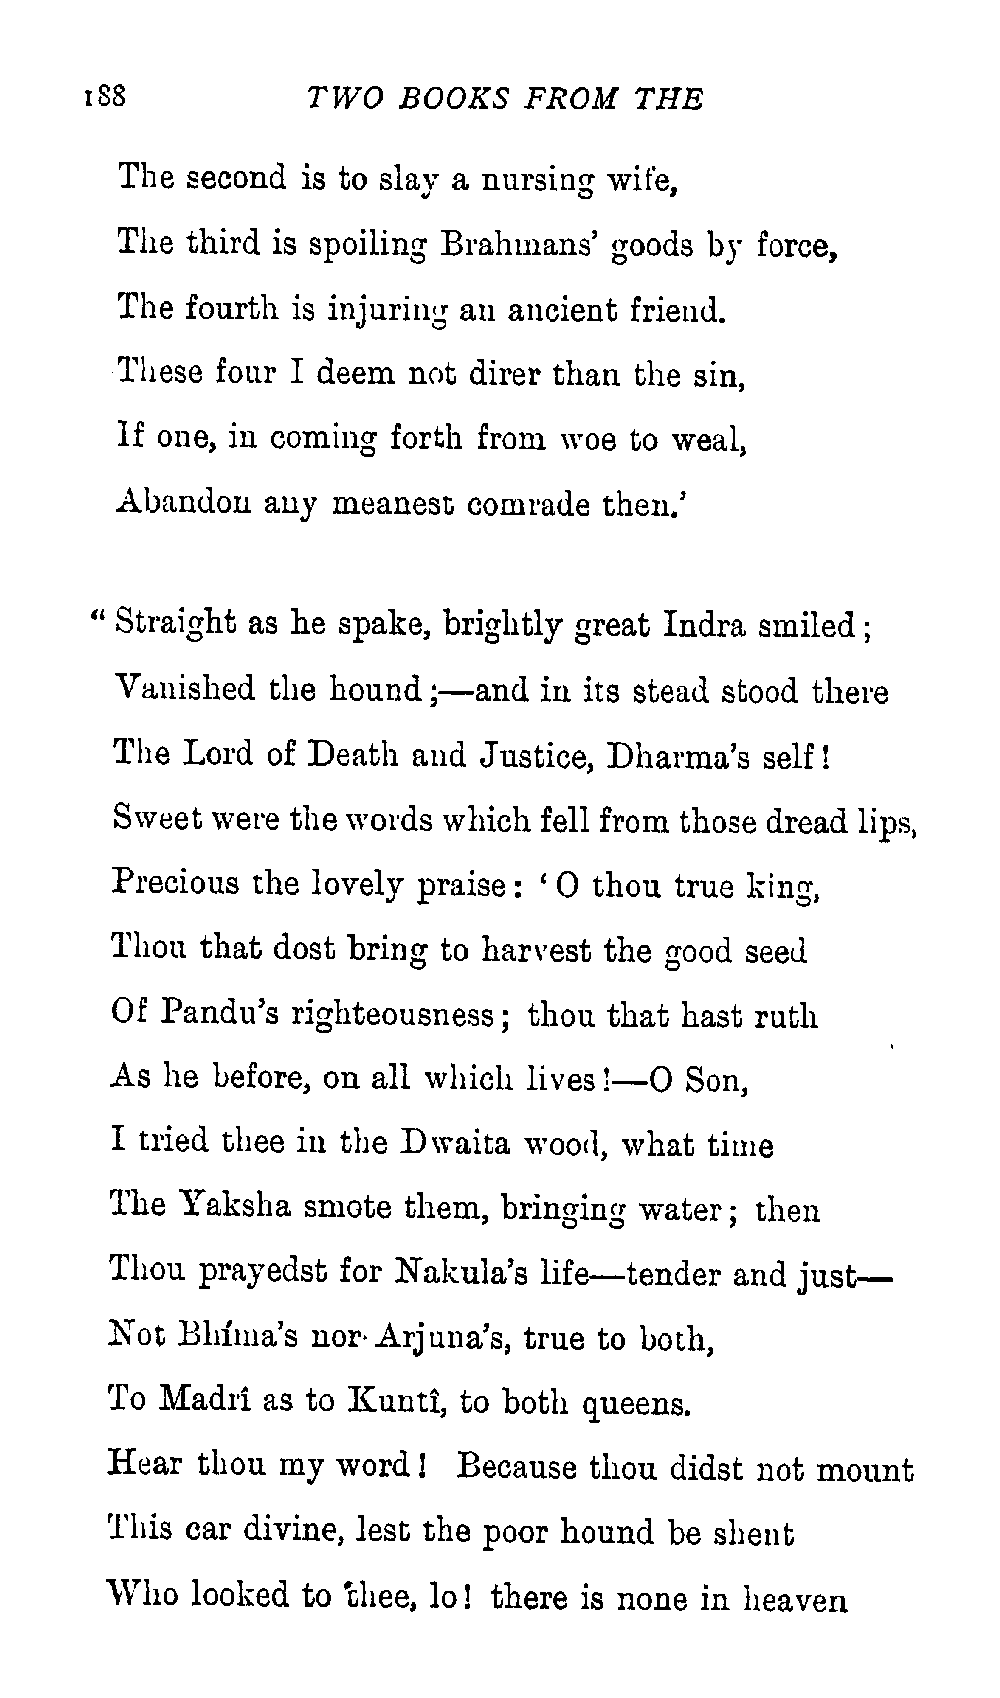 188 TWO BOOKS FROM THE
The second is to slay a nursing wife,
The third is spoiling Brahmans' goods by force,
The fourth is injuring an ancient friend.
These four I deem not direr than the sin,
If one, in coming forth from woe to weal,
Abandon any meanest comrade then.'
“ Straight as he spake, brightly great Indra smiled ;
Vanished the hound ;—and in its stead stood there
The Lord of Death and Justice, Dharma's self !
Sweet were the words which fell from those dread lips,
Precious the lovely praise : ‘ O thou true king,
Thou that dost bring to harvest the good seed
Of Pandu's righteousness ; thou that hast ruth
As he before, on all which lives !—O Son,
I tried thee in the Dwaita wood, what time
The Yaksha smote them, bringing water ; then
Thou prayedst for Nakula's life—tender and just—
Not Bhíma's nor Arjuna's, true to both,
To Madrî as to Kuntî, to both queens.
Hear thou my word ! Because thou didst not mount
This car divine, lest the poor hound be shent
Who looked to thee, lo ! there is none in heaven